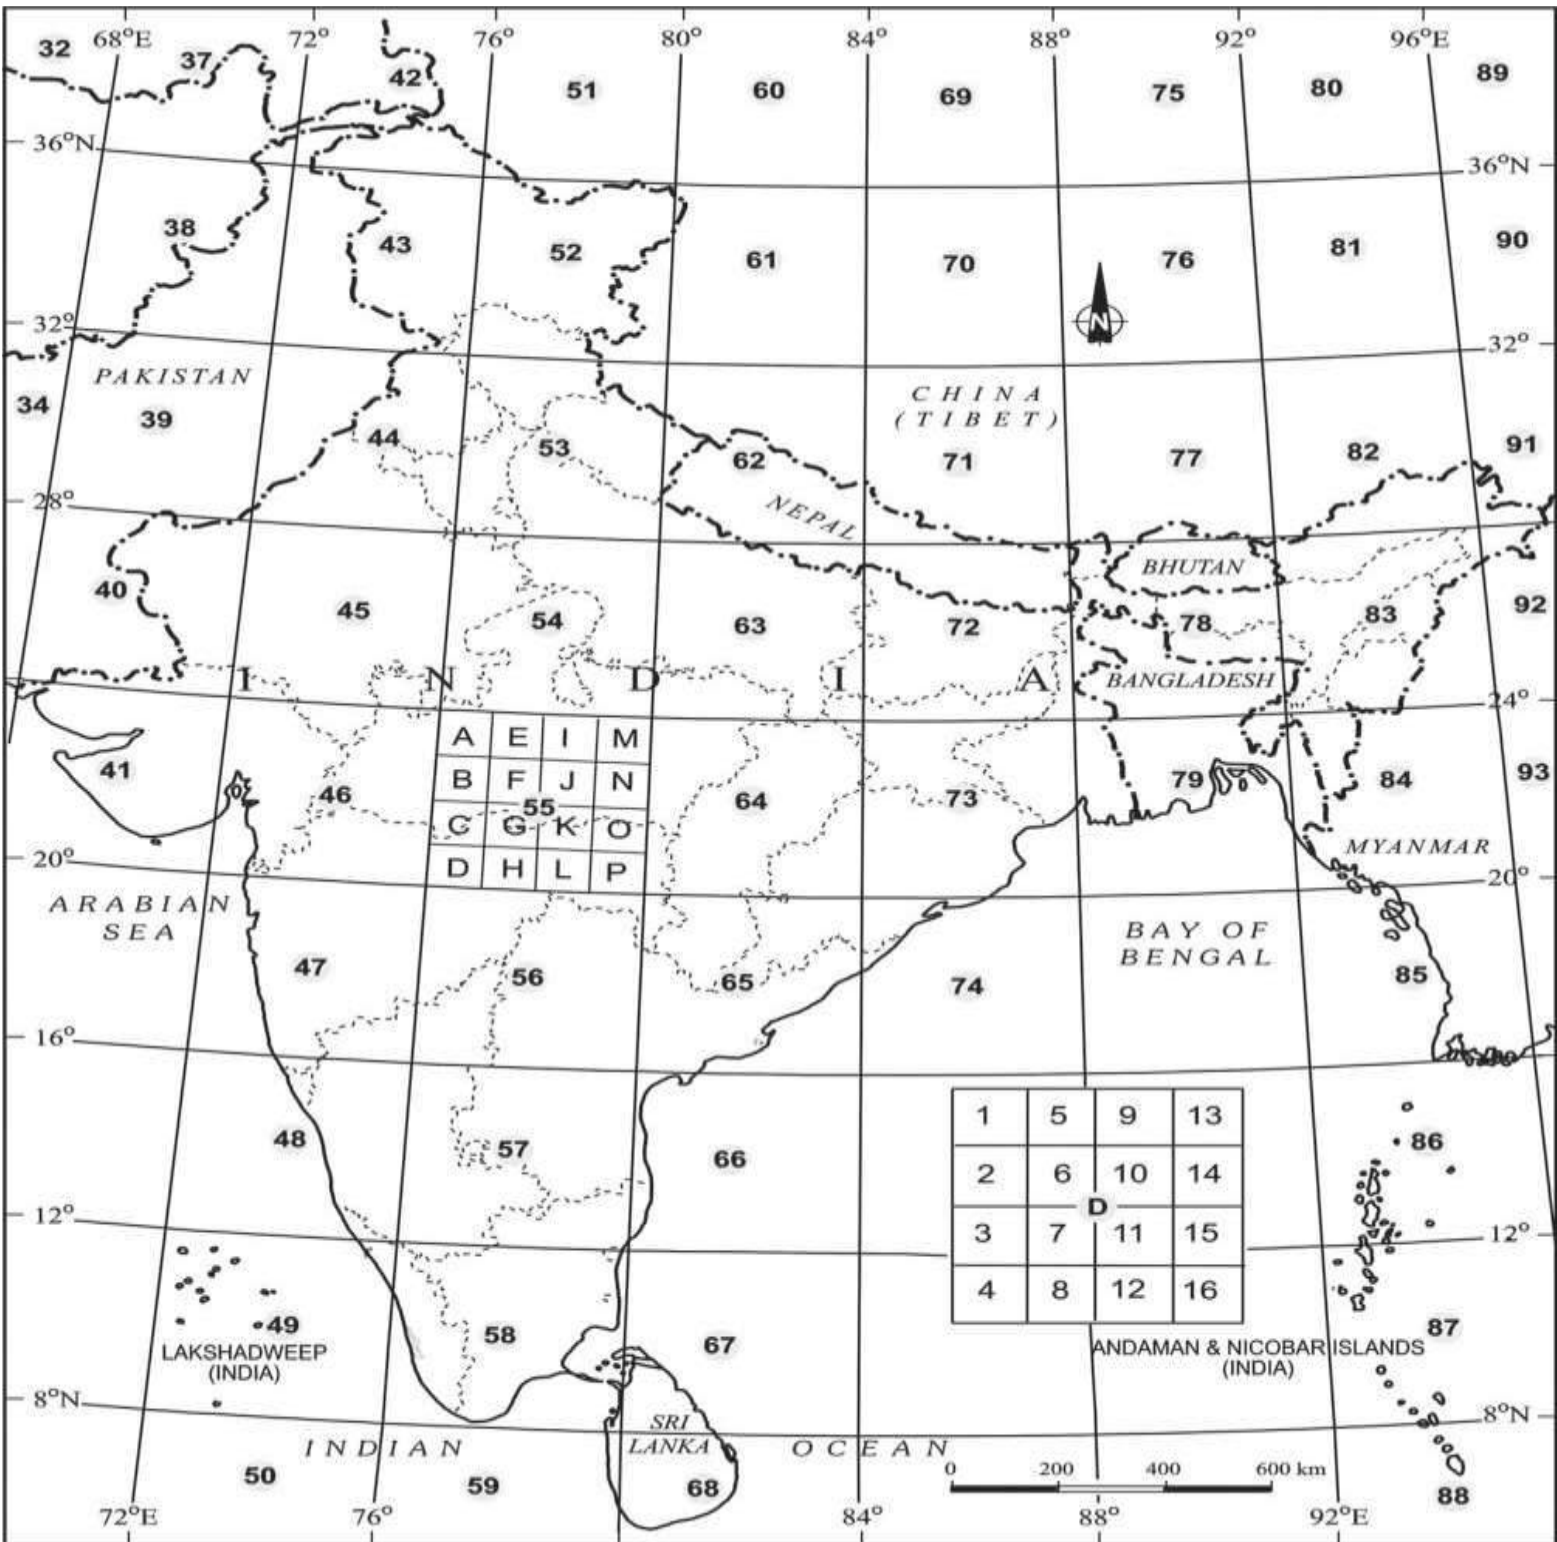 68°E 72° 76° 80° 84° 88° 92° 96°E
32 37 42 51 60 69 75 80 89
36°N 36°N
38 43 52 61 70 76 81 90
N
32° 32°
PAKISTAN
CHINA
(TIBET)
34 39 44 53 62 71 77 82 91
28° 28°
NEPAL
BHUTAN
40 45 54 63 72 78 83 92
I N D I A
BANGLADESH
24°
A E I M
B F J N
55
C G K O
D H L P
41 46 64 73 79 84 93
MYANMAR
20° 20°
ARABIAN
SEA
BAY OF
BENGAL
47 56 65 74 85
16°
1 5 9 13
2 6 10 14
D
3 7 11 15
4 8 12 16
48 57 66 86
12° 12°
49 58 67 87
LAKSHADWEEP
(INDIA)
ANDAMAN & NICOBAR ISLANDS
(INDIA)
8°N 8°N
SRI
LANKA
INDIAN OCEAN
0 200 400 600 km
50 59 68 88
72°E 76° 84° 88° 92°E